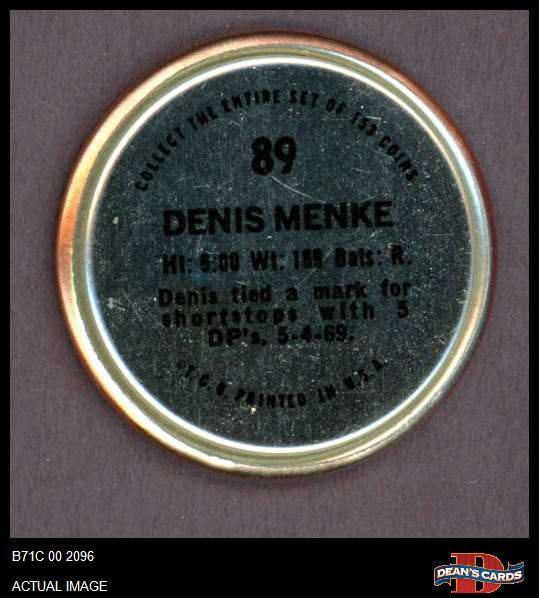 COLLECT THE ENTIRE SET OF 153 COINS
89
DENIS MENKE
Ht: 6:00 Wt: 189 Bats: R.
Denis tied a mark for
shortstops with 5
DP's, 5-4-69.
©T.C.G. PRINTED IN U.S.A.
B71C 00 2096
ACTUAL IMAGE
D
DEAN'S CARDS